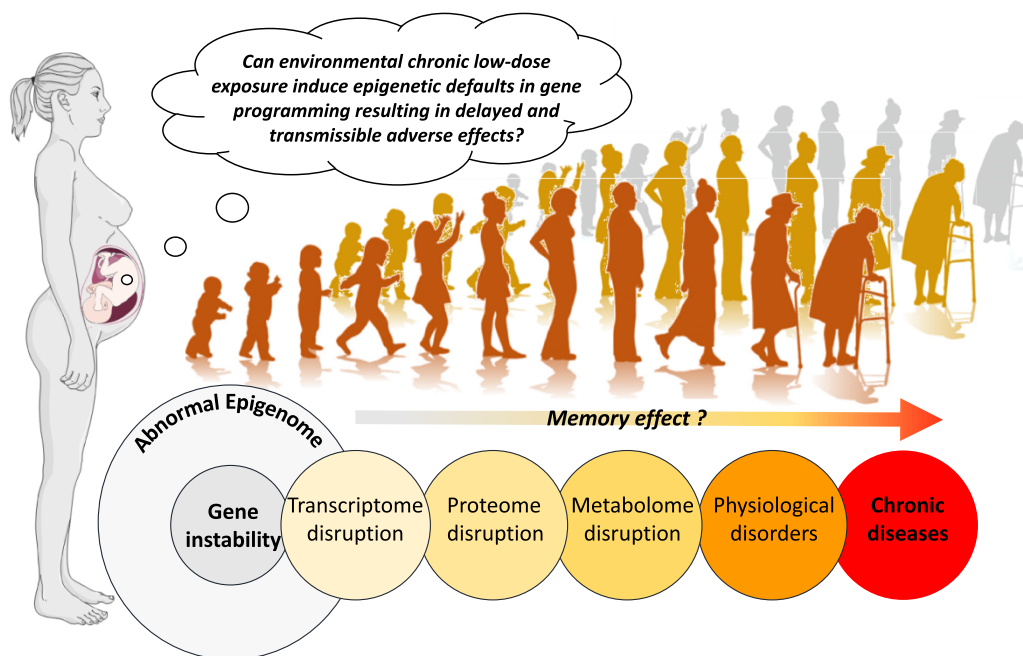 Can environmental chronic low-dose
exposure induce epigenetic defaults in gene
programming resulting in delayed and
transmissible adverse effects?
Memory effect ?
Abnormal Epigenome
Gene
instability
Transcriptome
disruption
Proteome
disruption
Metabolome
disruption
Physiological
disorders
Chronic
diseases